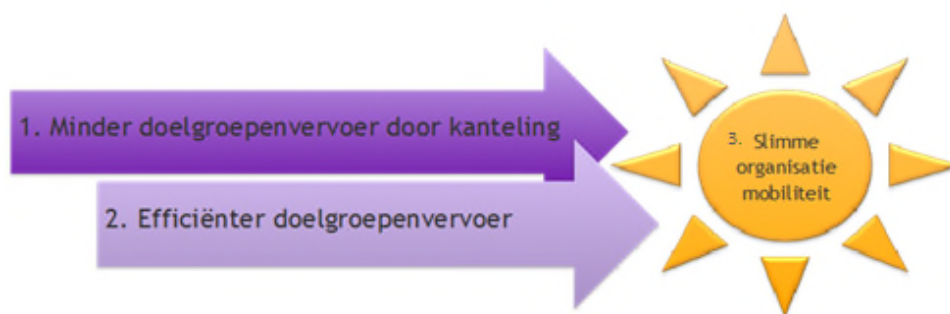 1. Minder doelgroepenvervoer door kanteling
2. Efficiënter doelgroepenvervoer
3. Slimme
organisatie
mobiliteit